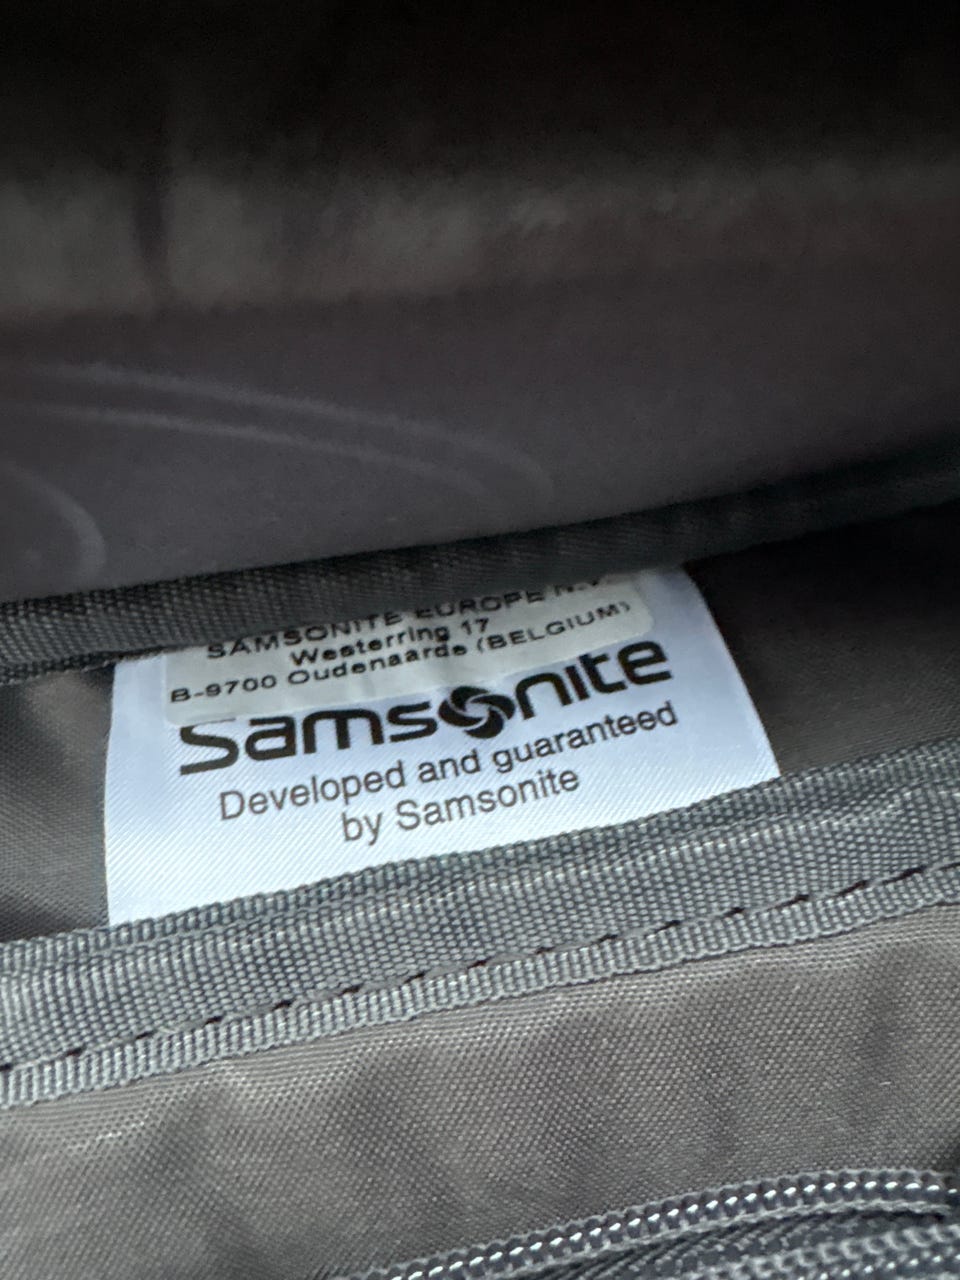 SAMSONITE EUROPE N.V
Westerring 17
B-9700 Oudenaarde (BELGIUM)
Samsonite
Developed and guaranteed
by Samsonite